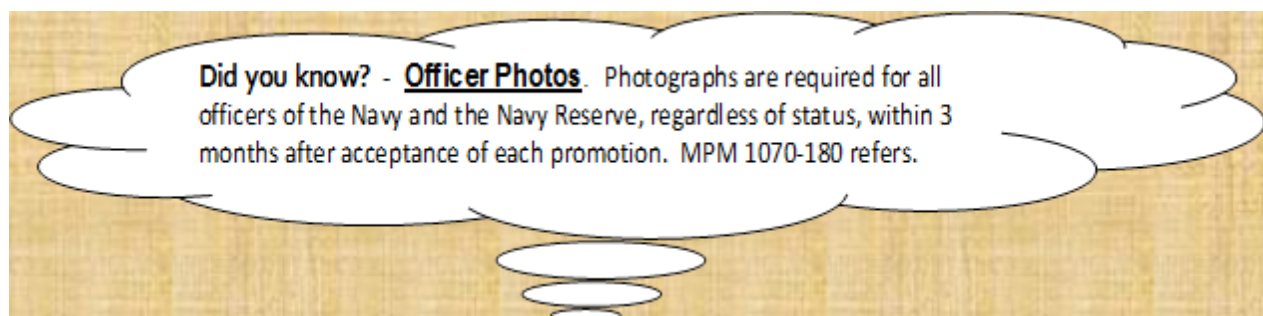 Did you know? - Officer Photos. Photographs are required for all
officers of the Navy and the Navy Reserve, regardless of status, within 3
months after acceptance of each promotion. MPM 1070-180 refers.